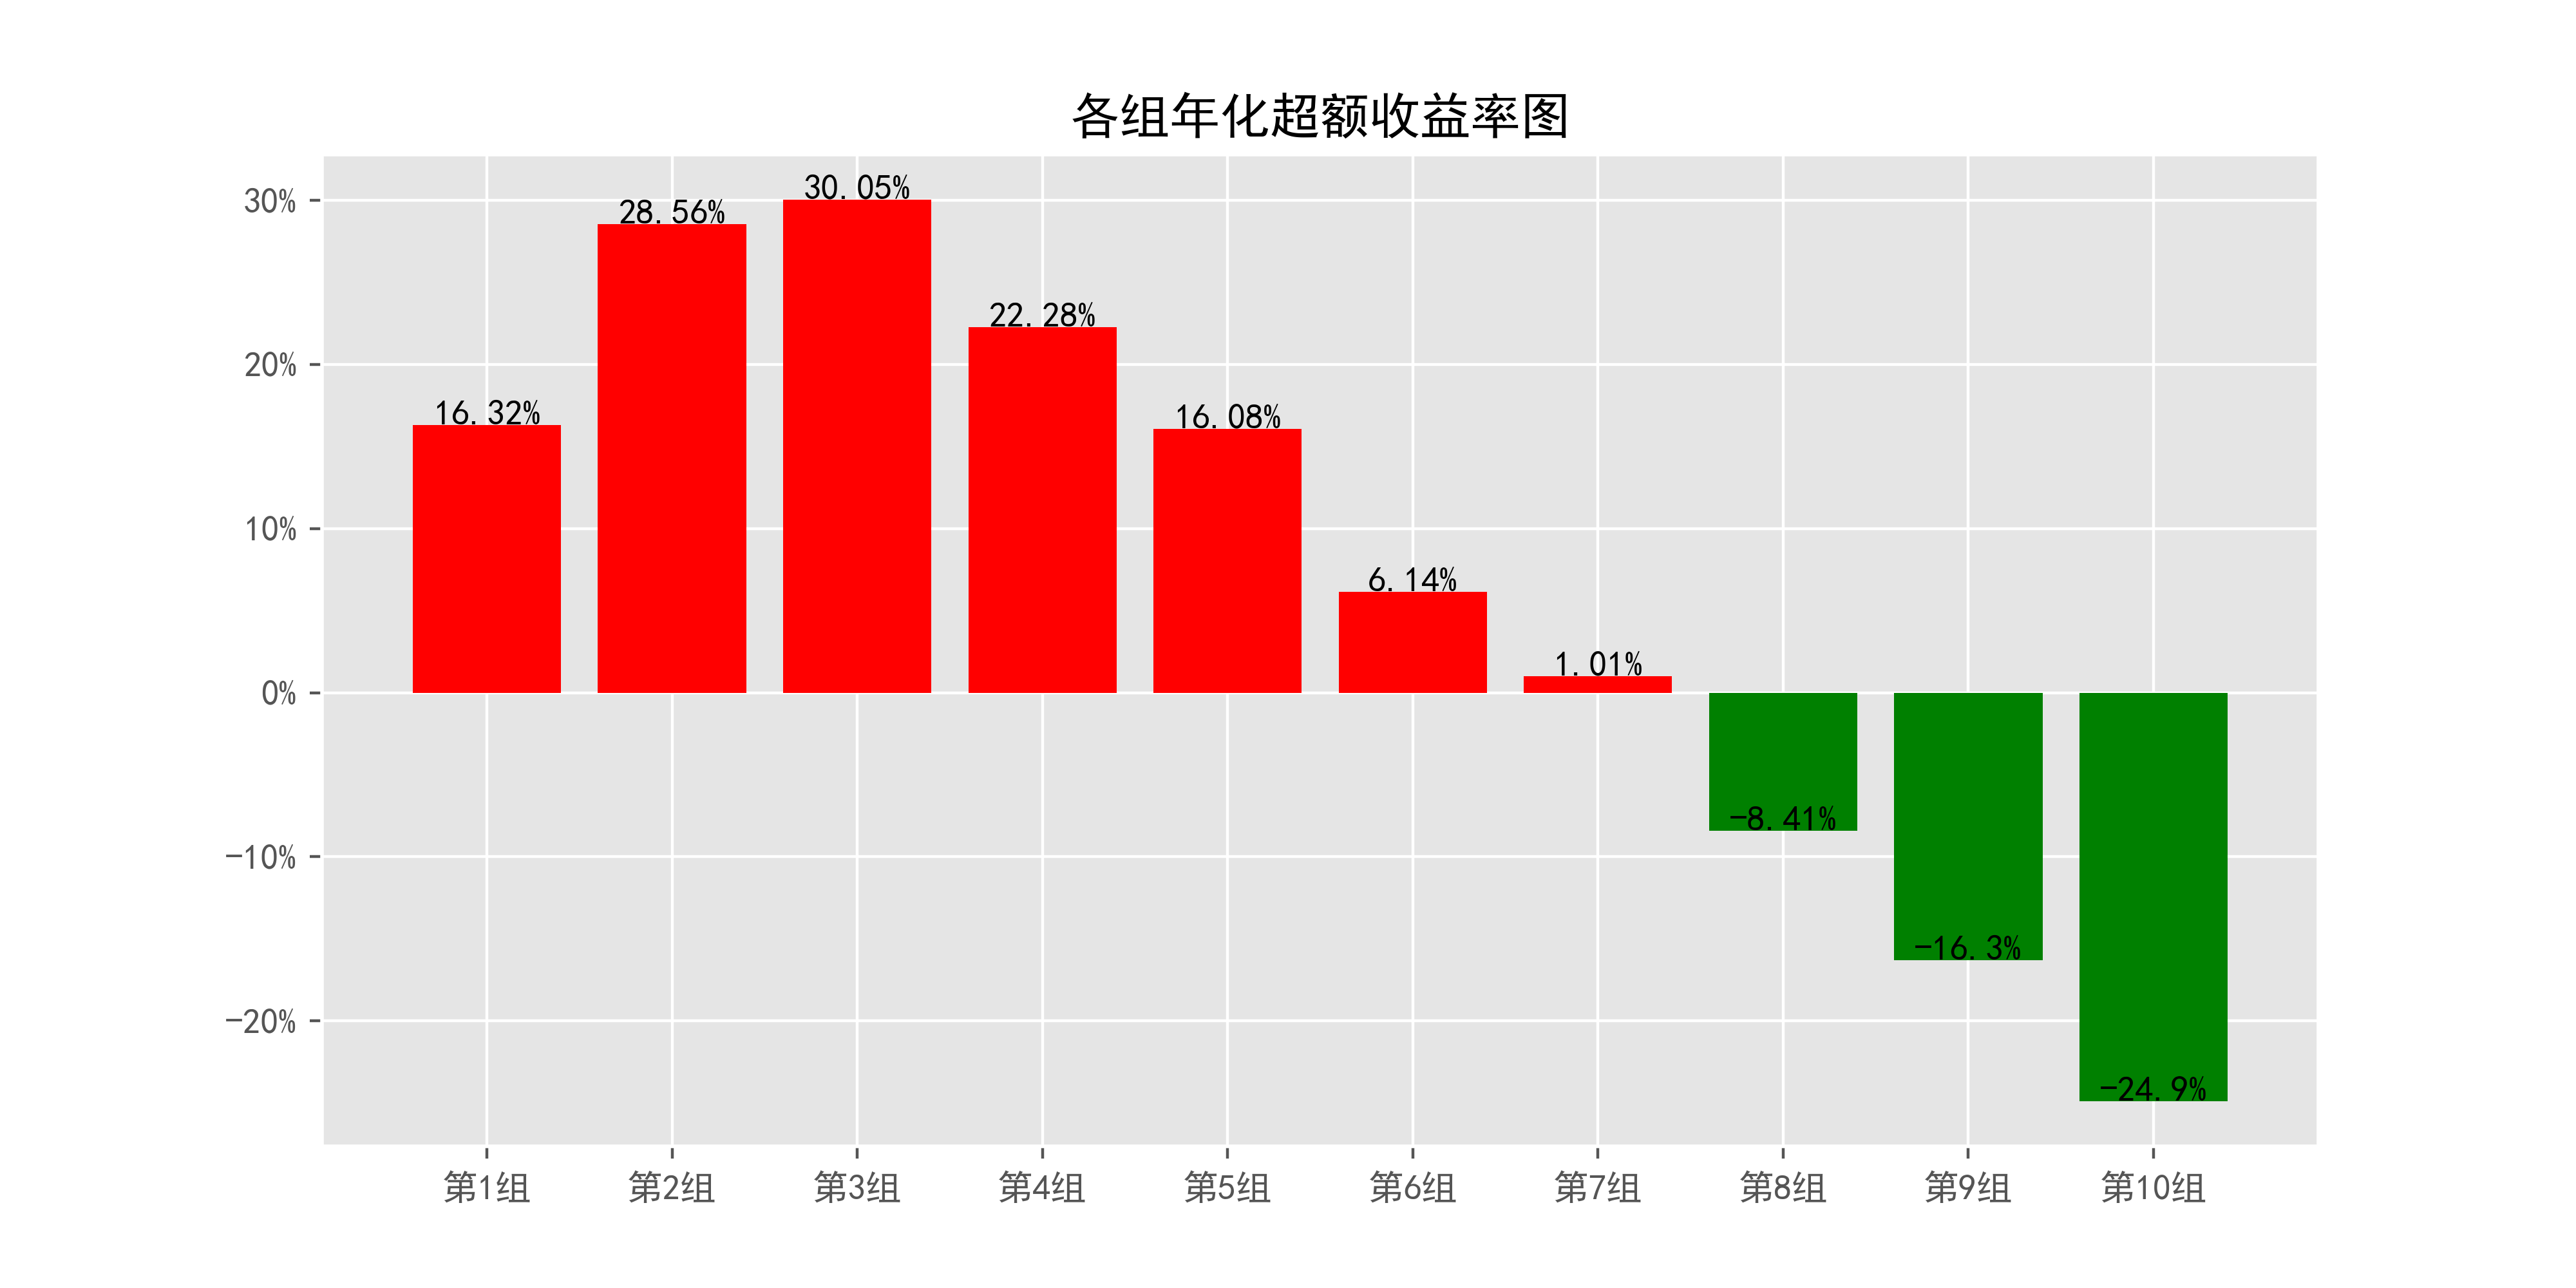 各组年化超额收益率图
30%
20%
10%
0%
−10%
−20%
16.32%
28.56%
30.05%
22.28%
16.08%
6.14%
1.01%
−8.41%
−16.3%
−24.9%
第1组
第2组
第3组
第4组
第5组
第6组
第7组
第8组
第9组
第10组